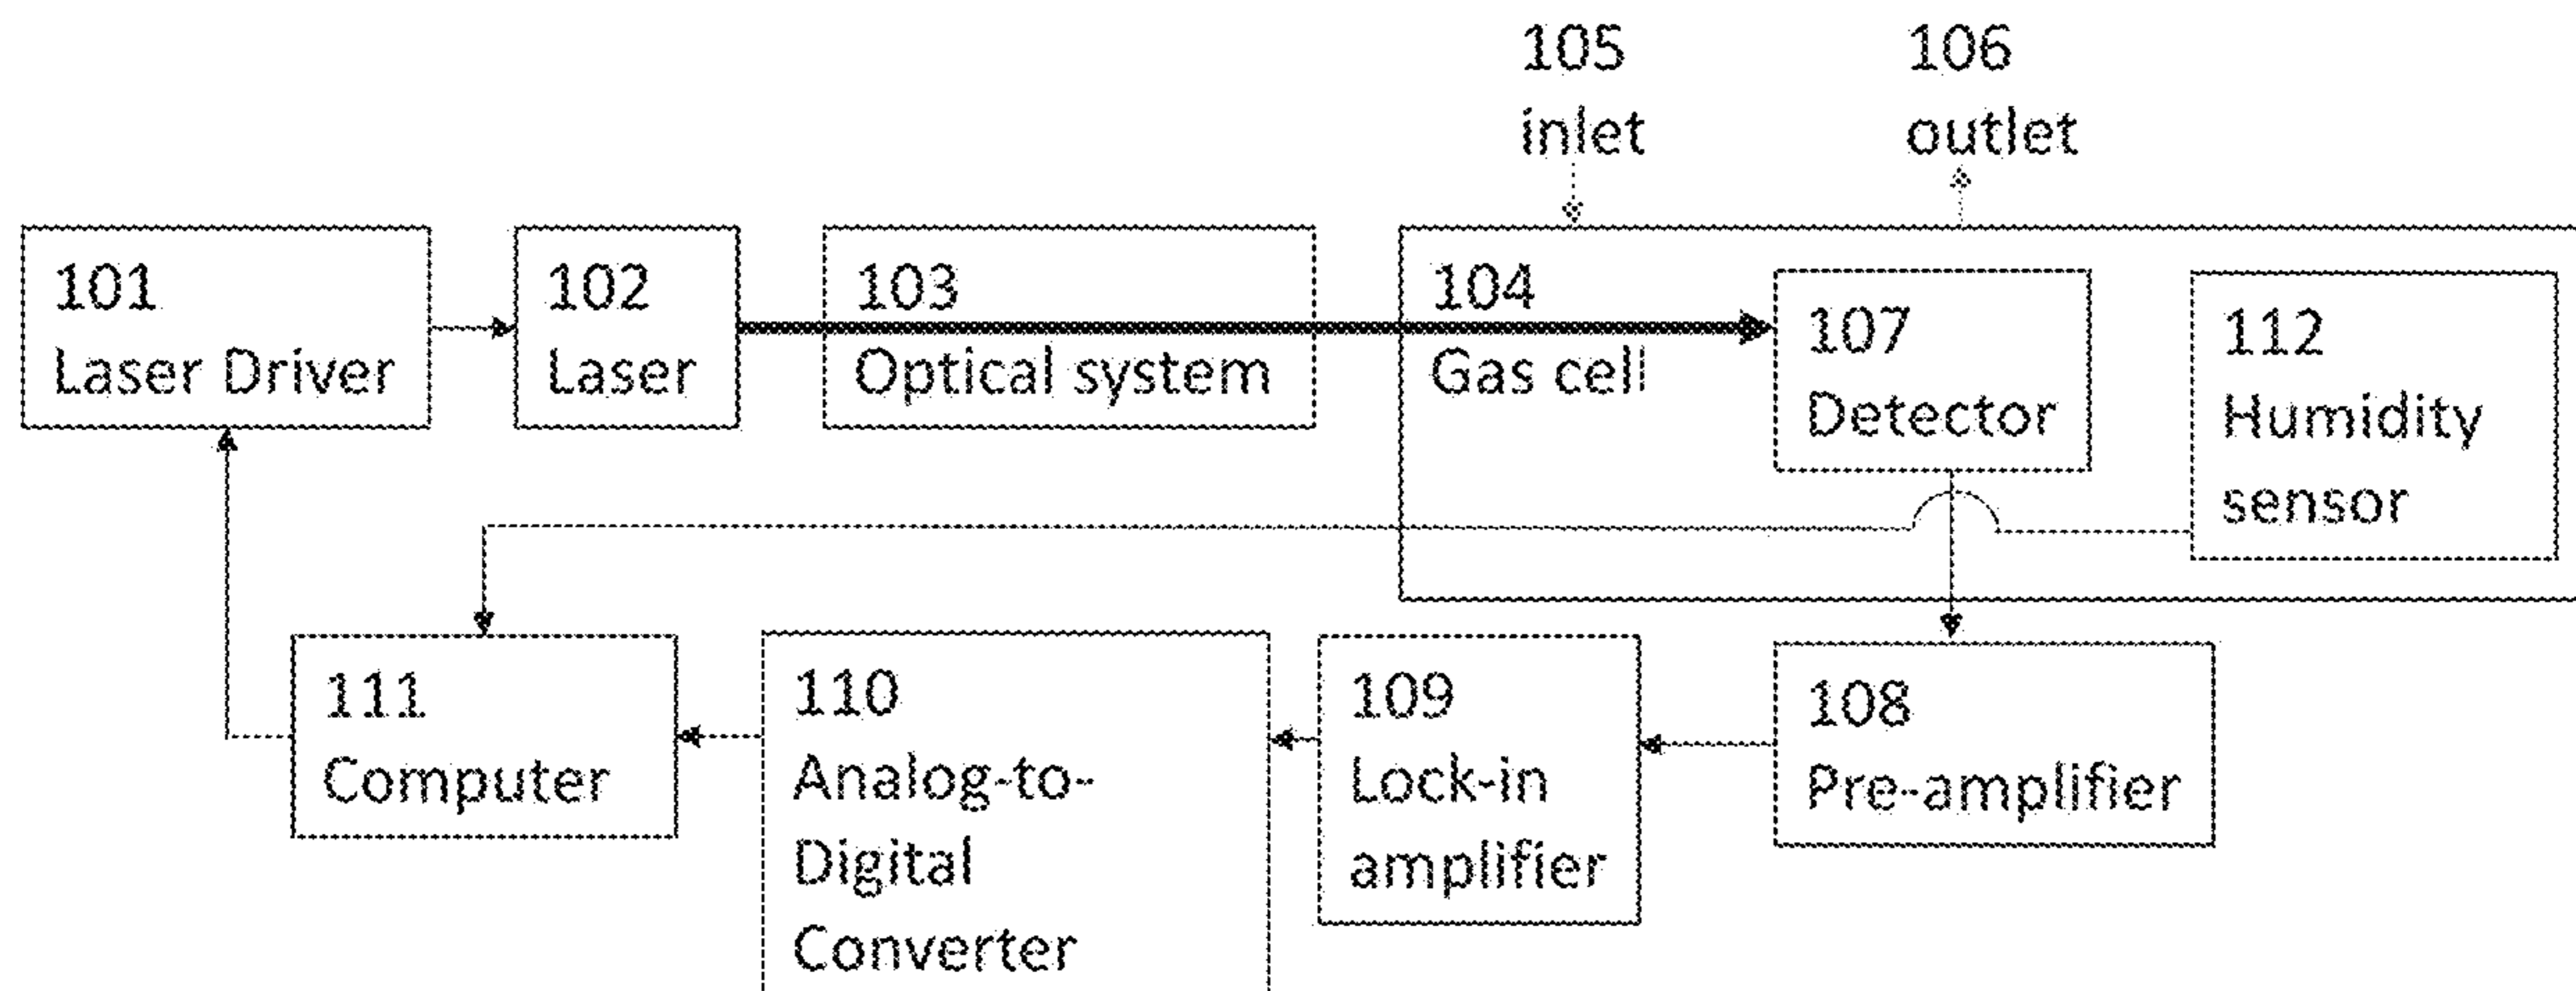 105
inlet
106
outlet
101
Laser Driver
102
Laser
103
Optical system
104
Gas cell
107
Detector
112
Humidity
sensor
111
Computer
110
Analog-to-
Digital
Converter
109
Lock-in
amplifier
108
Pre-amplifier